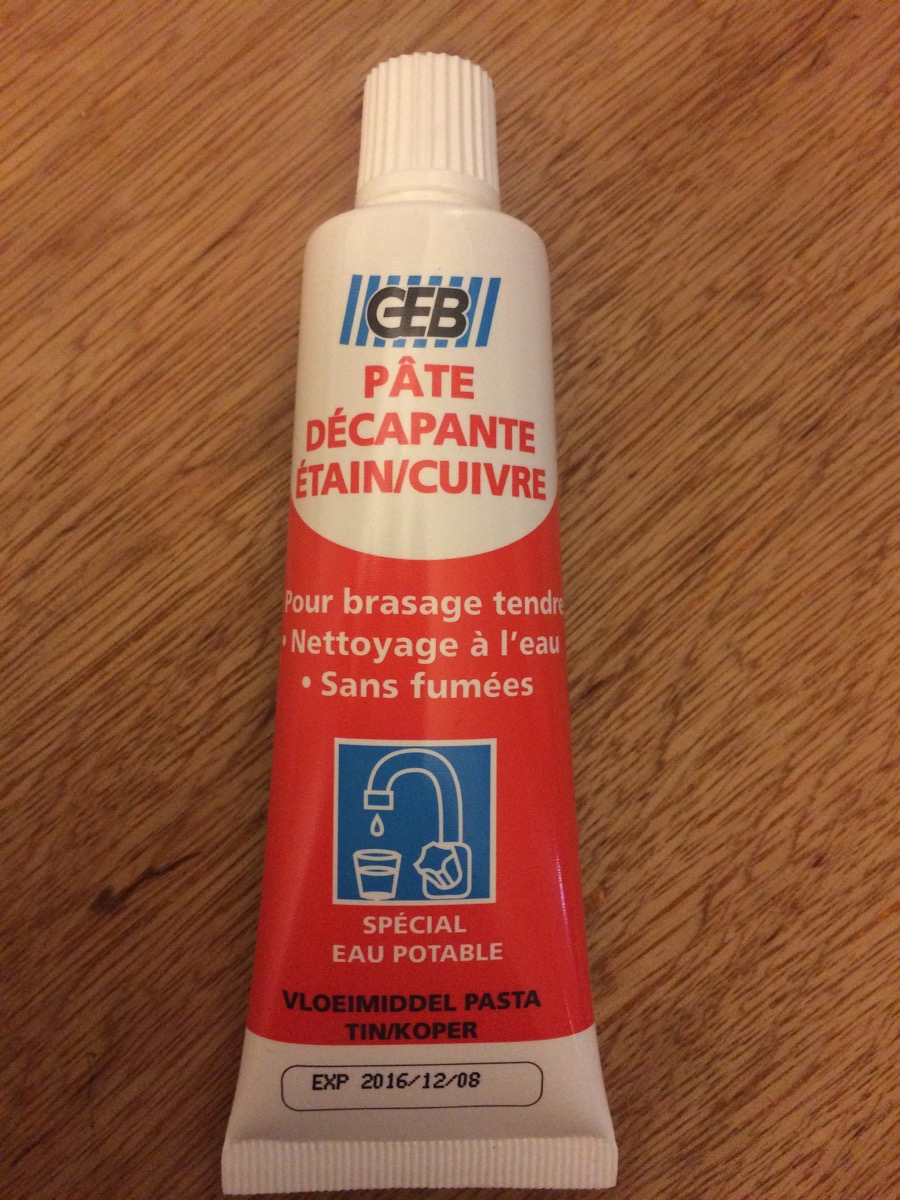 GEB
PÂTE
DÉCAPANTE
ÉTAIN/CUIVRE
Pour brasage tendre
• Nettoyage à l'eau
• Sans fumées
SPÉCIAL
EAU POTABLE
VLOEIMIDDEL PASTA
TIN/KOPER
EXP 2016/12/08